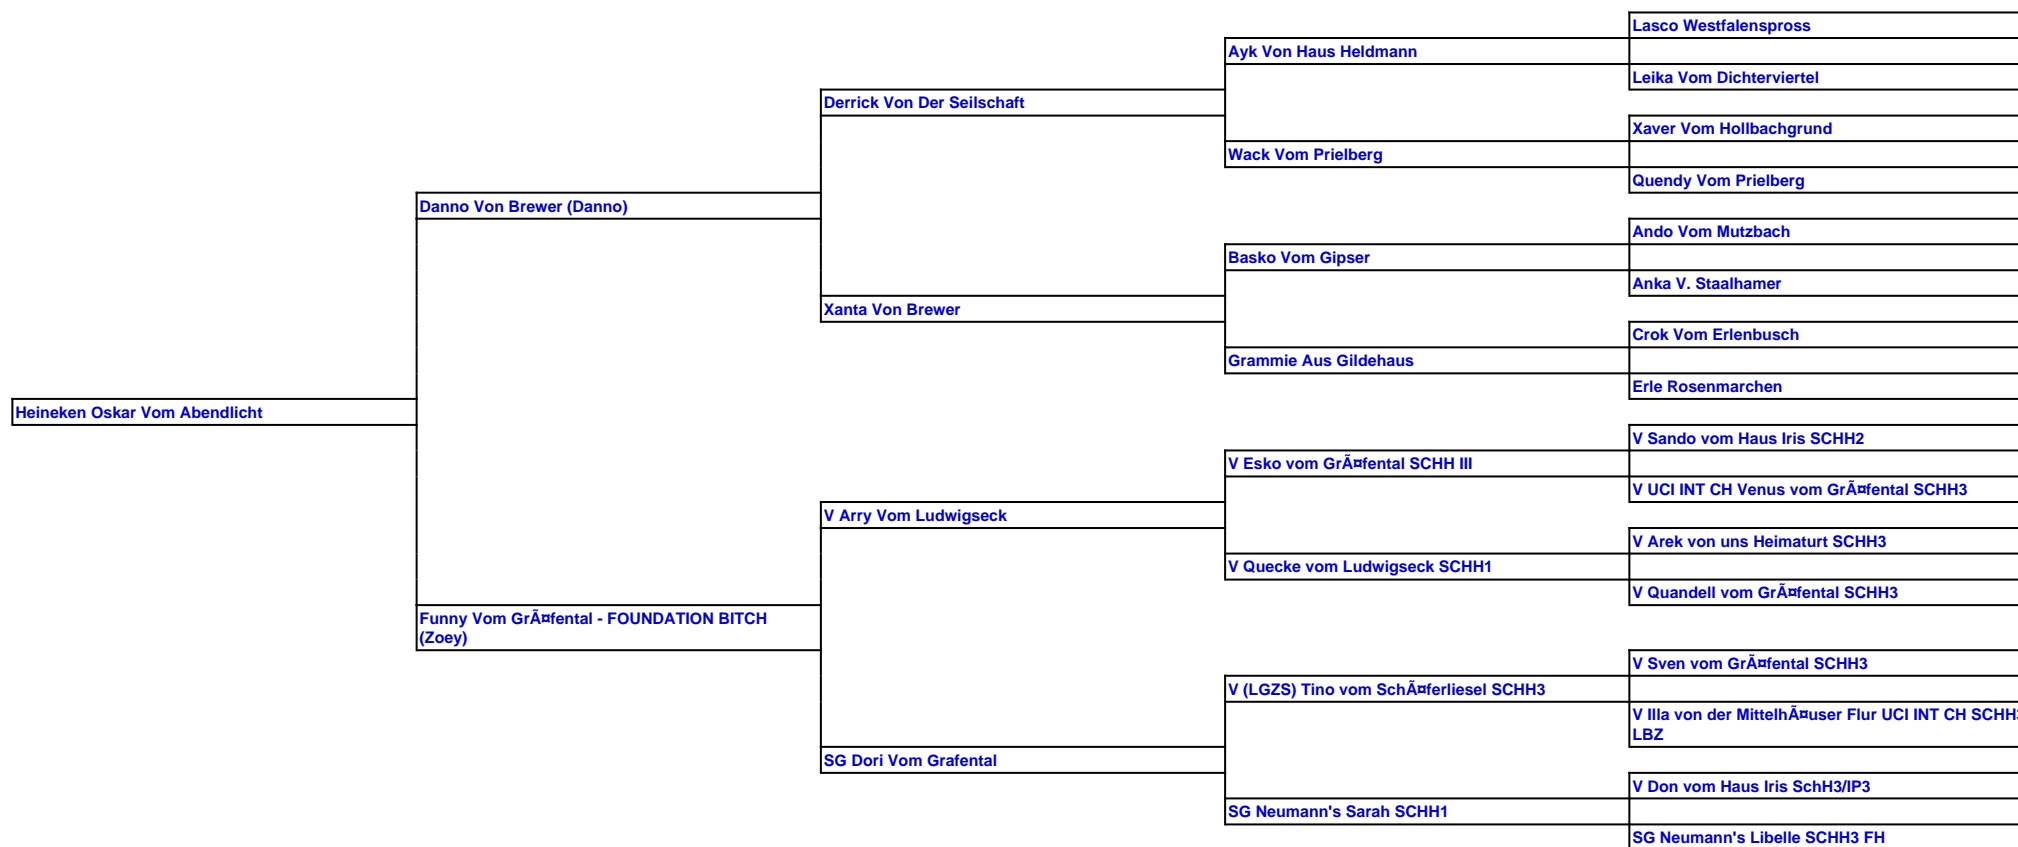 Lasco Westfalenspross
Ayk Von Haus Heldmann
Leika Vom Dichterviertel
Derrick Von Der Seilschaft
Xaver Vom Hollbachgrund
Wack Vom Prielberg
Quendy Vom Prielberg
Danno Von Brewer (Danno)
Ando Vom Mutzbach
Basko Vom Gipser
Anka V. Staalhamer
Xanta Von Brewer
Crok Vom Erlenbusch
Grammie Aus Gildehaus
Erle Rosenmarchen
Heineken Oskar Vom Abendlicht
V Sando vom Haus Iris SCHH2
V Esko vom GrÃ¤fental SCHH III
V UCI INT CH Venus vom GrÃ¤fental SCHH3
V Arry Vom Ludwigseck
V Arek von uns Heimaturt SCHH3
V Quecke vom Ludwigseck SCHH1
V Quandell vom GrÃ¤fental SCHH3
Funny Vom GrÃ¤fental - FOUNDATION BITCH
(Zoey)
V Sven vom GrÃ¤fental SCHH3
V (LGZS) Tino vom SchÃ¤ferliesel SCHH3
V Illa von der MittelhÃ¤user Flur UCI INT CH SCHH3
LBZ
SG Dori Vom Grafental
V Don vom Haus Iris SchH3/IP3
SG Neumann's Sarah SCHH1
SG Neumann's Libelle SCHH3 FH